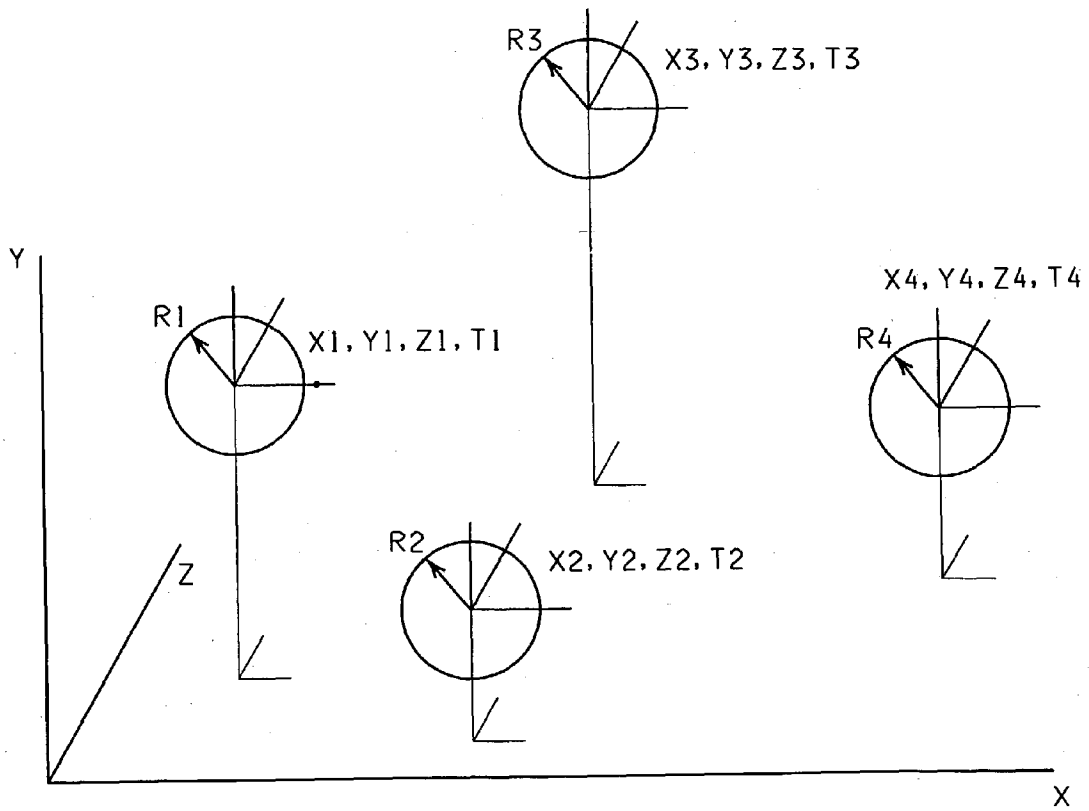 R3
X3, Y3, Z3, T3
Y
X4, Y4, Z4, T4
R1
X1, Y1, Z1, T1
R4
R2
X2, Y2, Z2, T2
Z
X